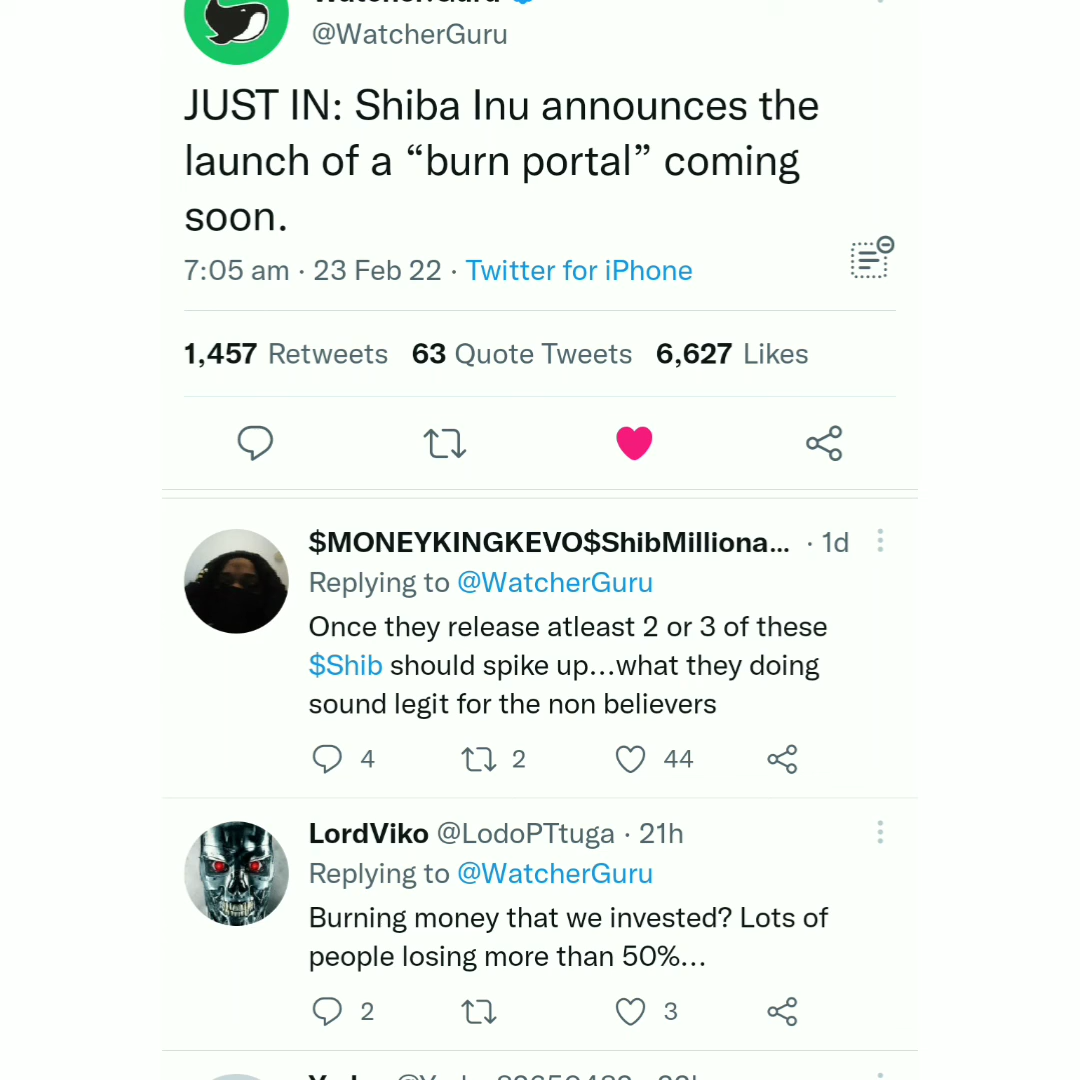 @WatcherGuru
JUST IN: Shiba Inu announces the
launch of a “burn portal” coming
soon.
7:05 am · 23 Feb 22 · Twitter for iPhone
1,457 Retweets 63 Quote Tweets 6,627 Likes
$MONEYKINGKEVO$ShibMilliona... · 1d
Replying to @WatcherGuru
Once they release atleast 2 or 3 of these
$Shib should spike up...what they doing
sound legit for the non believers
4 2 44
LordViko @LodoPTtuga · 21h
Replying to @WatcherGuru
Burning money that we invested? Lots of
people losing more than 50%...
2 3